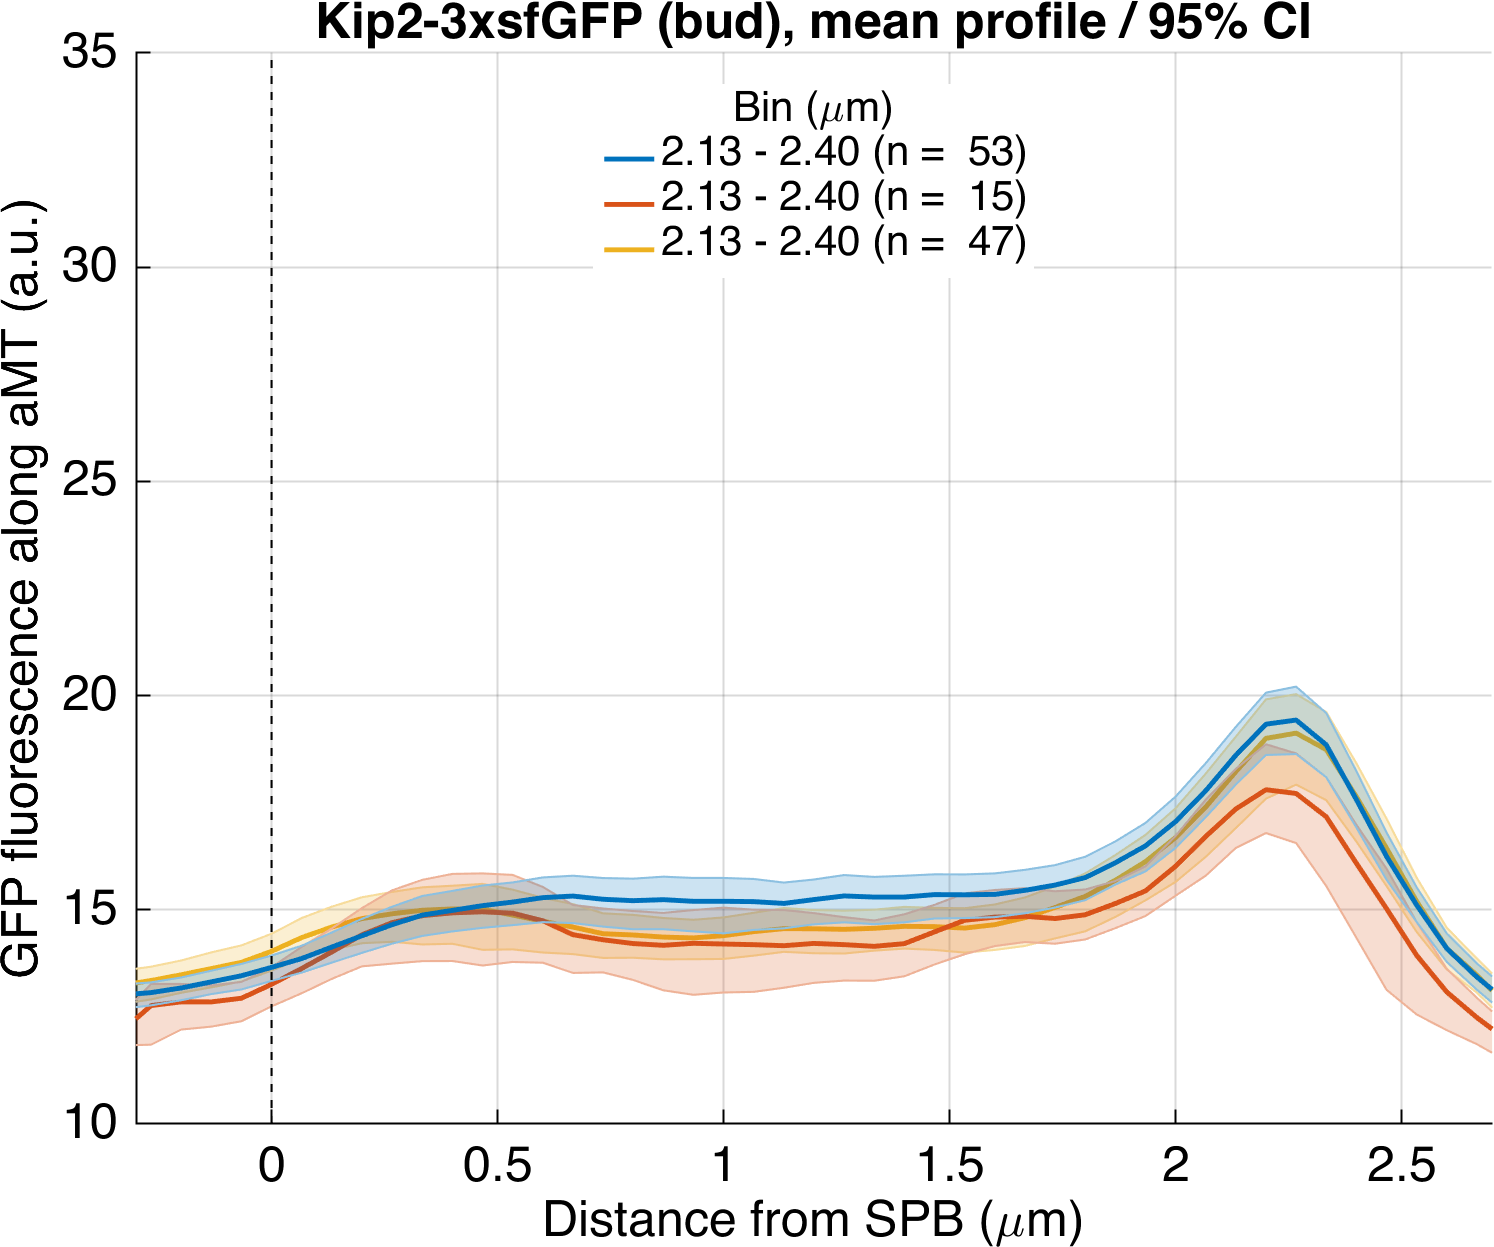 Kip2-3xsfGFP (bud), mean profile / 95% CI
GFP fluorescence along aMT (a.u.)
35
30
25
20
15
10
Bin (μm)
2.13 - 2.40 (n = 53)
2.13 - 2.40 (n = 15)
2.13 - 2.40 (n = 47)
0 0.5 1 1.5 2 2.5
Distance from SPB (μm)